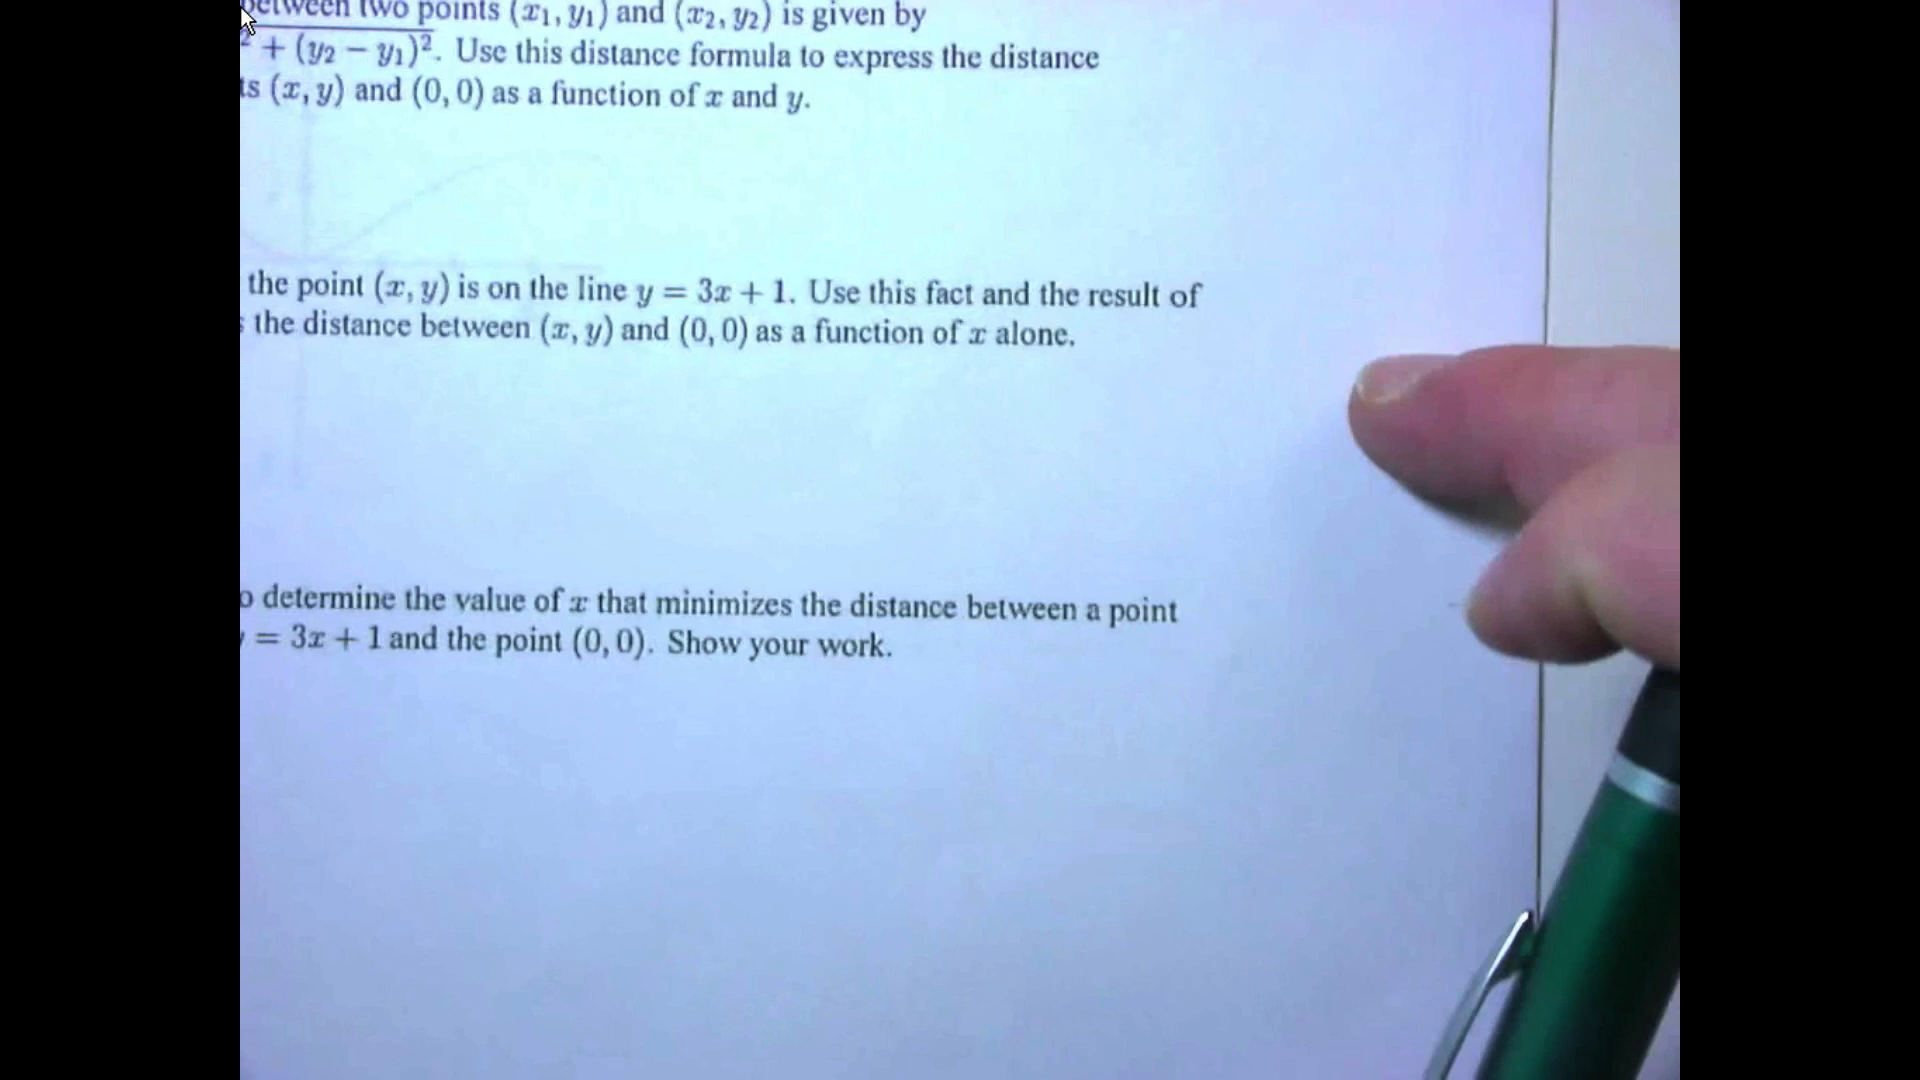 between two points (x₁, y₁) and (x₂, y₂) is given by
² + (y₂ − y₁)². Use this distance formula to express the distance
ts (x, y) and (0, 0) as a function of x and y.
the point (x, y) is on the line y = 3x + 1. Use this fact and the result of
the distance between (x, y) and (0, 0) as a function of x alone.
o determine the value of x that minimizes the distance between a point
= 3x + 1 and the point (0, 0). Show your work.